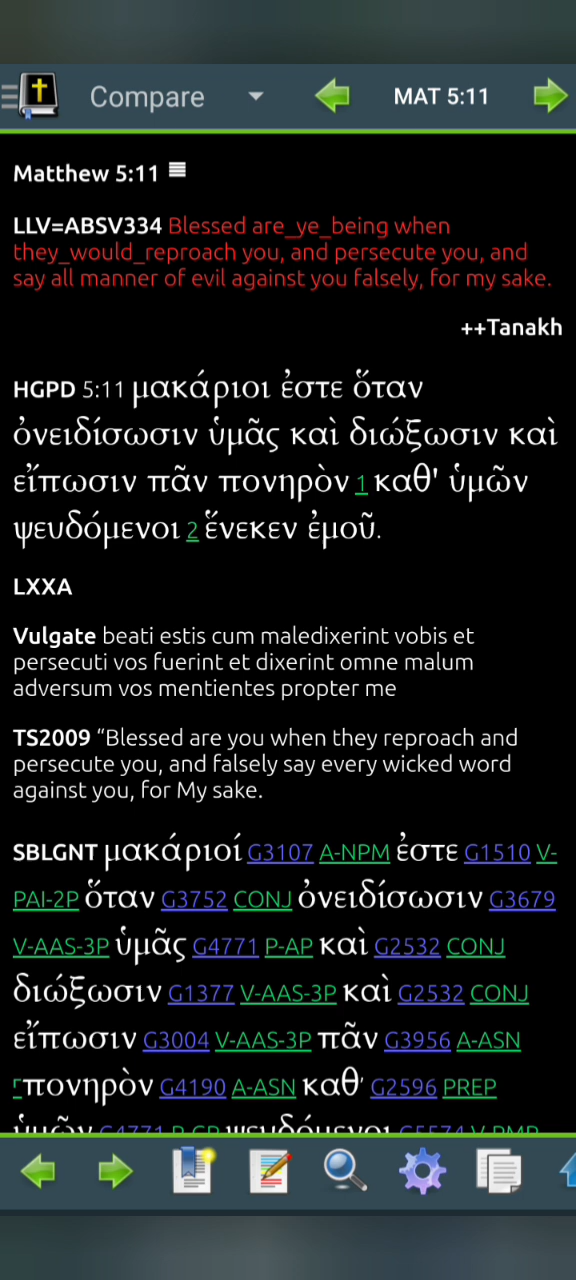 Compare
MAT 5:11
Matthew 5:11
LLV=ABSV334 Blessed are_ye_being when
they_would_reproach you, and persecute you, and
say all manner of evil against you falsely, for my sake.
++Tanakh
HGPD 5:11 μακάριοι ἐστε ὅταν
ὀνειδίσωσιν ὑμᾶς καὶ διώξωσιν καὶ
εἴπωσιν πᾶν πονηρὸν 1 καθ' ὑμῶν
ψευδόμενοι 2 ἕνεκεν ἐμοῦ.
LXXA
Vulgate beati estis cum maledixerint vobis et
persecuti vos fuerint et dixerint omne malum
adversum vos mentientes propter me
TS2009 “Blessed are you when they reproach and
persecute you, and falsely say every wicked word
against you, for My sake.
SBLGNT μακάριοί G3107 A-NPM ἐστε G1510 V-
PAI-2P ὅταν G3752 CONJ ὀνειδίσωσιν G3679
V-AAS-3P ὑμᾶς G4771 P-AP καὶ G2532 CONJ
διώξωσιν G1377 V-AAS-3P καὶ G2532 CONJ
εἴπωσιν G3004 V-AAS-3P πᾶν G3956 A-ASN
⸀πονηρὸν G4190 A-ASN καθ’ G2596 PREP
ὑμῶν G4771 P-GP ψευδόμενοι G5574 V-PMP-